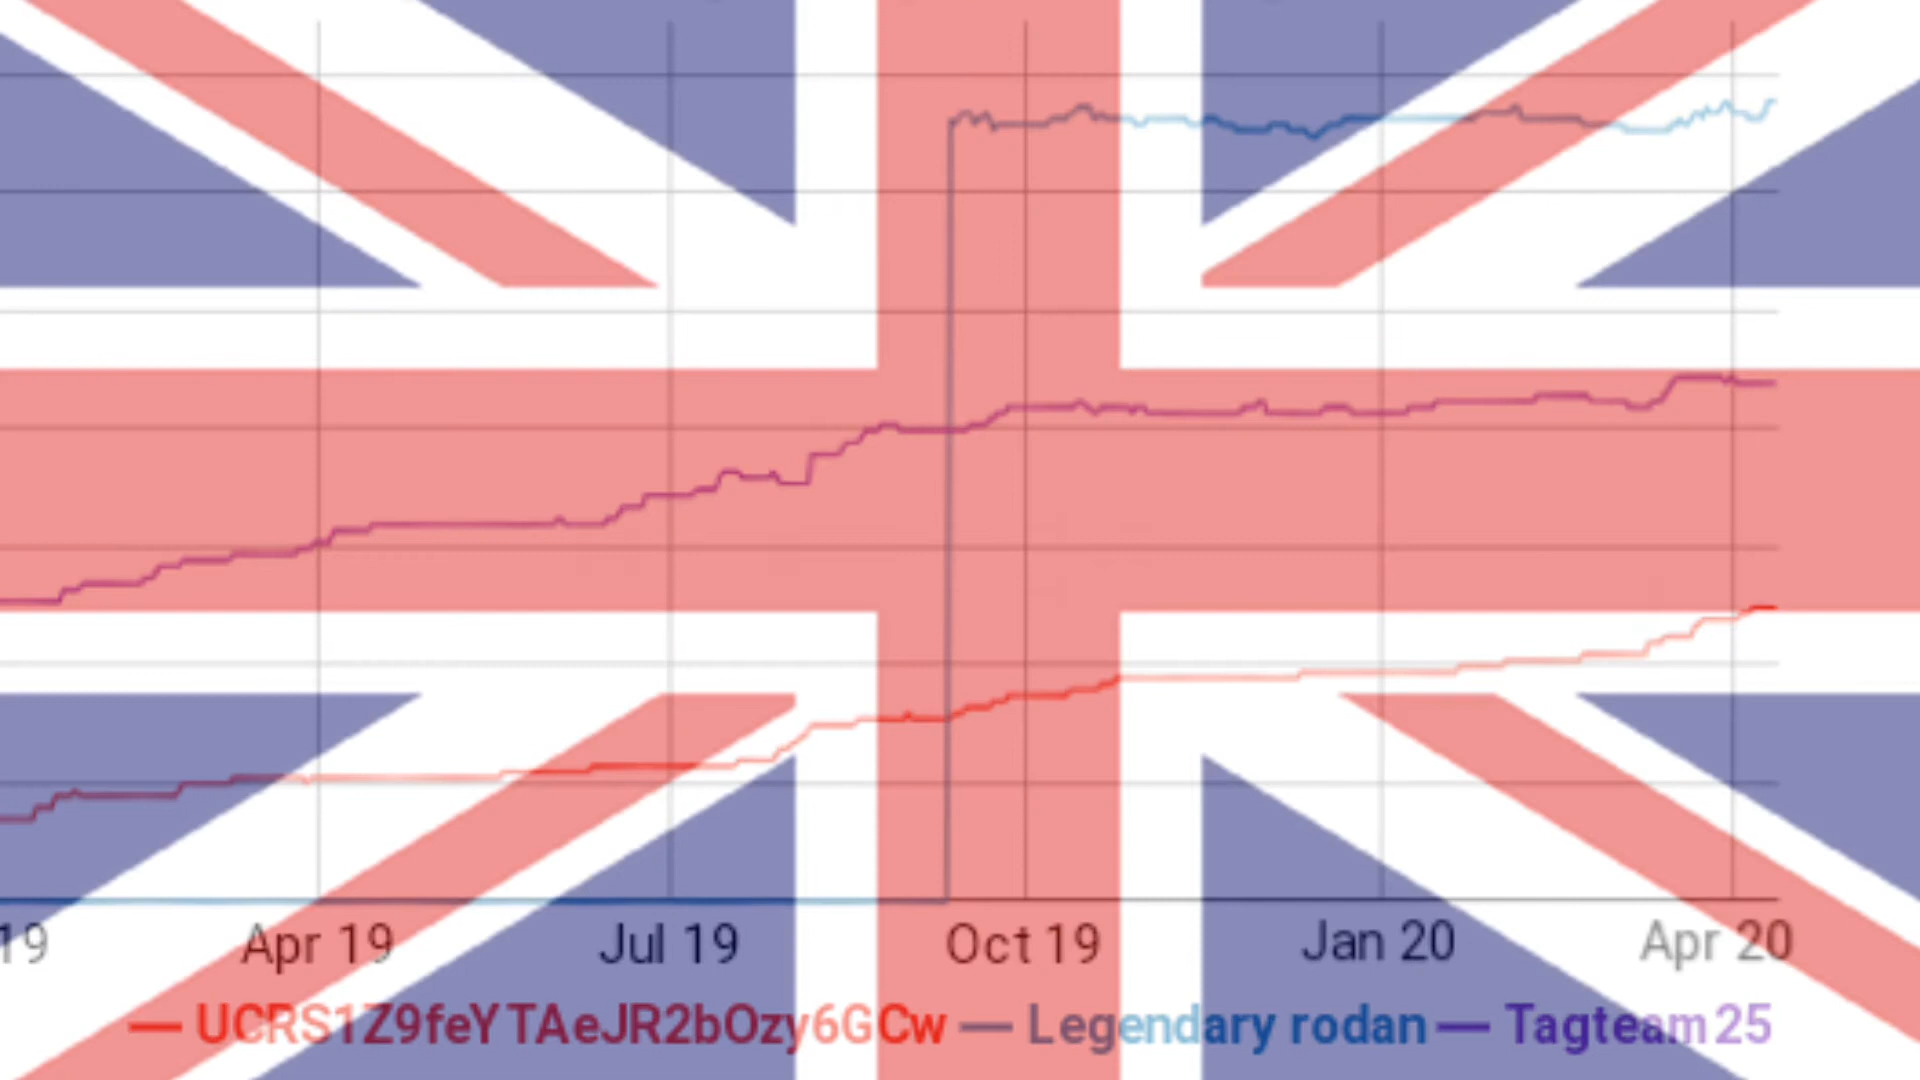 19 Apr 19 Jul 19 Oct 19 Jan 20 Apr 20
UCRS1Z9feYTAeJR2bOzy6GCw Legendary rodan Tagteam25